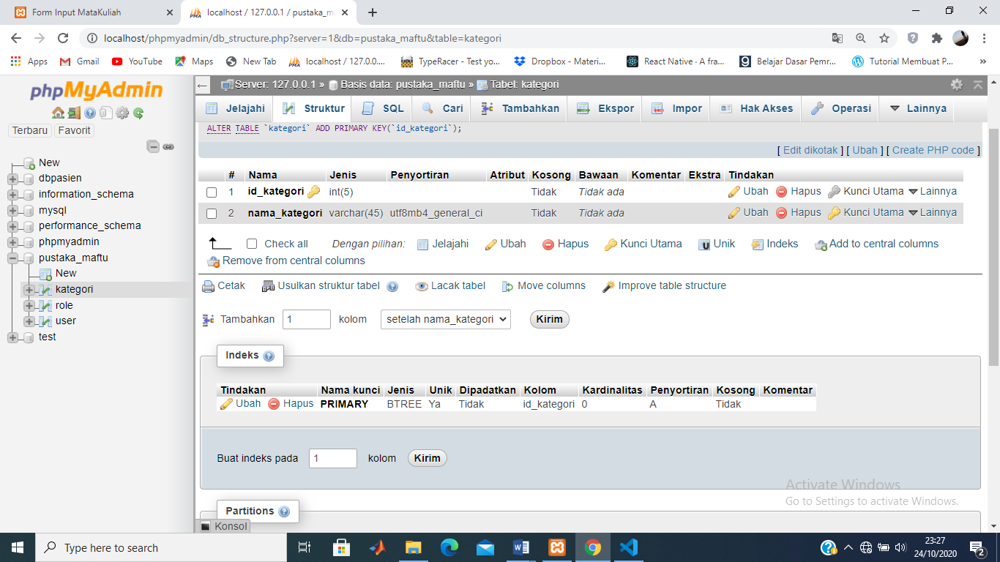 Form Input MataKuliah
localhost / 127.0.0.1 / pustaka_m
localhost/phpmyadmin/db_structure.php?server=1&db=pustaka_maftu&table=kategori
Apps Gmail YouTube Maps New Tab localhost / 127.0.0.... TypeRacer - Test yo... Dropbox - Materi... React Native · A fra... Belajar Dasar Pemr... Tutorial Membuat P... »
phpMyAdmin
Terbaru Favorit
New
dbpasien
information_schema
mysql
performance_schema
phpmyadmin
pustaka_maftu
New
kategori
role
user
test
Server: 127.0.0.1 » Basis data: pustaka_maftu » Tabel: kategori
Jelajahi Struktur SQL Cari Tambahkan Ekspor Impor Hak Akses Operasi Lainnya
ALTER TABLE `kategori` ADD PRIMARY KEY(`id_kategori`);
[ Edit dikotak ] [ Ubah ] [ Create PHP code ]
# Nama Jenis Penyortiran Atribut Kosong Bawaan Komentar Ekstra Tindakan
1 id_kategori int(5) Tidak Tidak ada Ubah Hapus Kunci Utama Lainnya
2 nama_kategori varchar(45) utf8mb4_general_ci Tidak Tidak ada Ubah Hapus Kunci Utama Lainnya
Check all Dengan pilihan: Jelajahi Ubah Hapus Kunci Utama Unik Indeks Add to central columns
Remove from central columns
Cetak Usulkan struktur tabel Lacak tabel Move columns Improve table structure
Tambahkan 1 kolom setelah nama_kategori Kirim
Indeks
Tindakan Nama kunci Jenis Unik Dipadatkan Kolom Kardinalitas Penyortiran Kosong Komentar
Ubah Hapus PRIMARY BTREE Ya Tidak id_kategori 0 A Tidak
Buat indeks pada 1 kolom Kirim
Activate Windows
Go to Settings to activate Windows.
Partitions
Konsol
Type here to search
23:27
24/10/2020
2